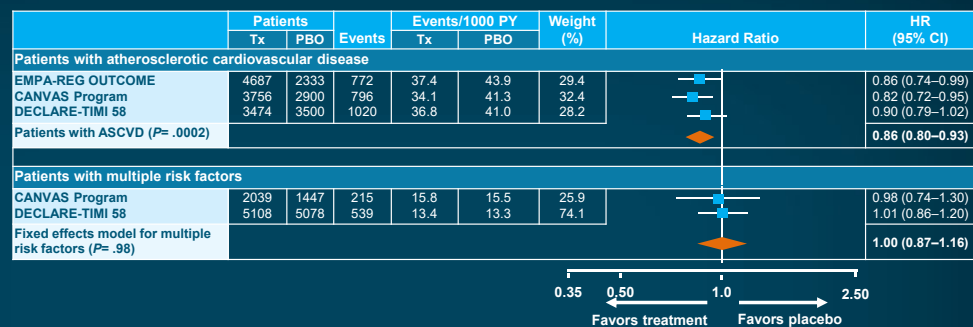 Patients Events/1000 PY Weight HR
Tx PBO Events Tx PBO (%) Hazard Ratio (95% CI)
Patients with atherosclerotic cardiovascular disease
EMPA-REG OUTCOME 4687 2333 772 37.4 43.9 29.4 0.86 (0.74–0.99)
CANVAS Program 3756 2900 796 34.1 41.3 32.4 0.82 (0.72–0.95)
DECLARE-TIMI 58 3474 3500 1020 36.8 41.0 28.2 0.90 (0.79–1.02)
Patients with ASCVD (P= .0002) 0.86 (0.80–0.93)
Patients with multiple risk factors
CANVAS Program 2039 1447 215 15.8 15.5 25.9 0.98 (0.74–1.30)
DECLARE-TIMI 58 5108 5078 539 13.4 13.3 74.1 1.01 (0.86–1.20)
Fixed effects model for multiple
risk factors (P= .98) 1.00 (0.87–1.16)
0.35 0.50 1.0 2.50
Favors treatment Favors placebo